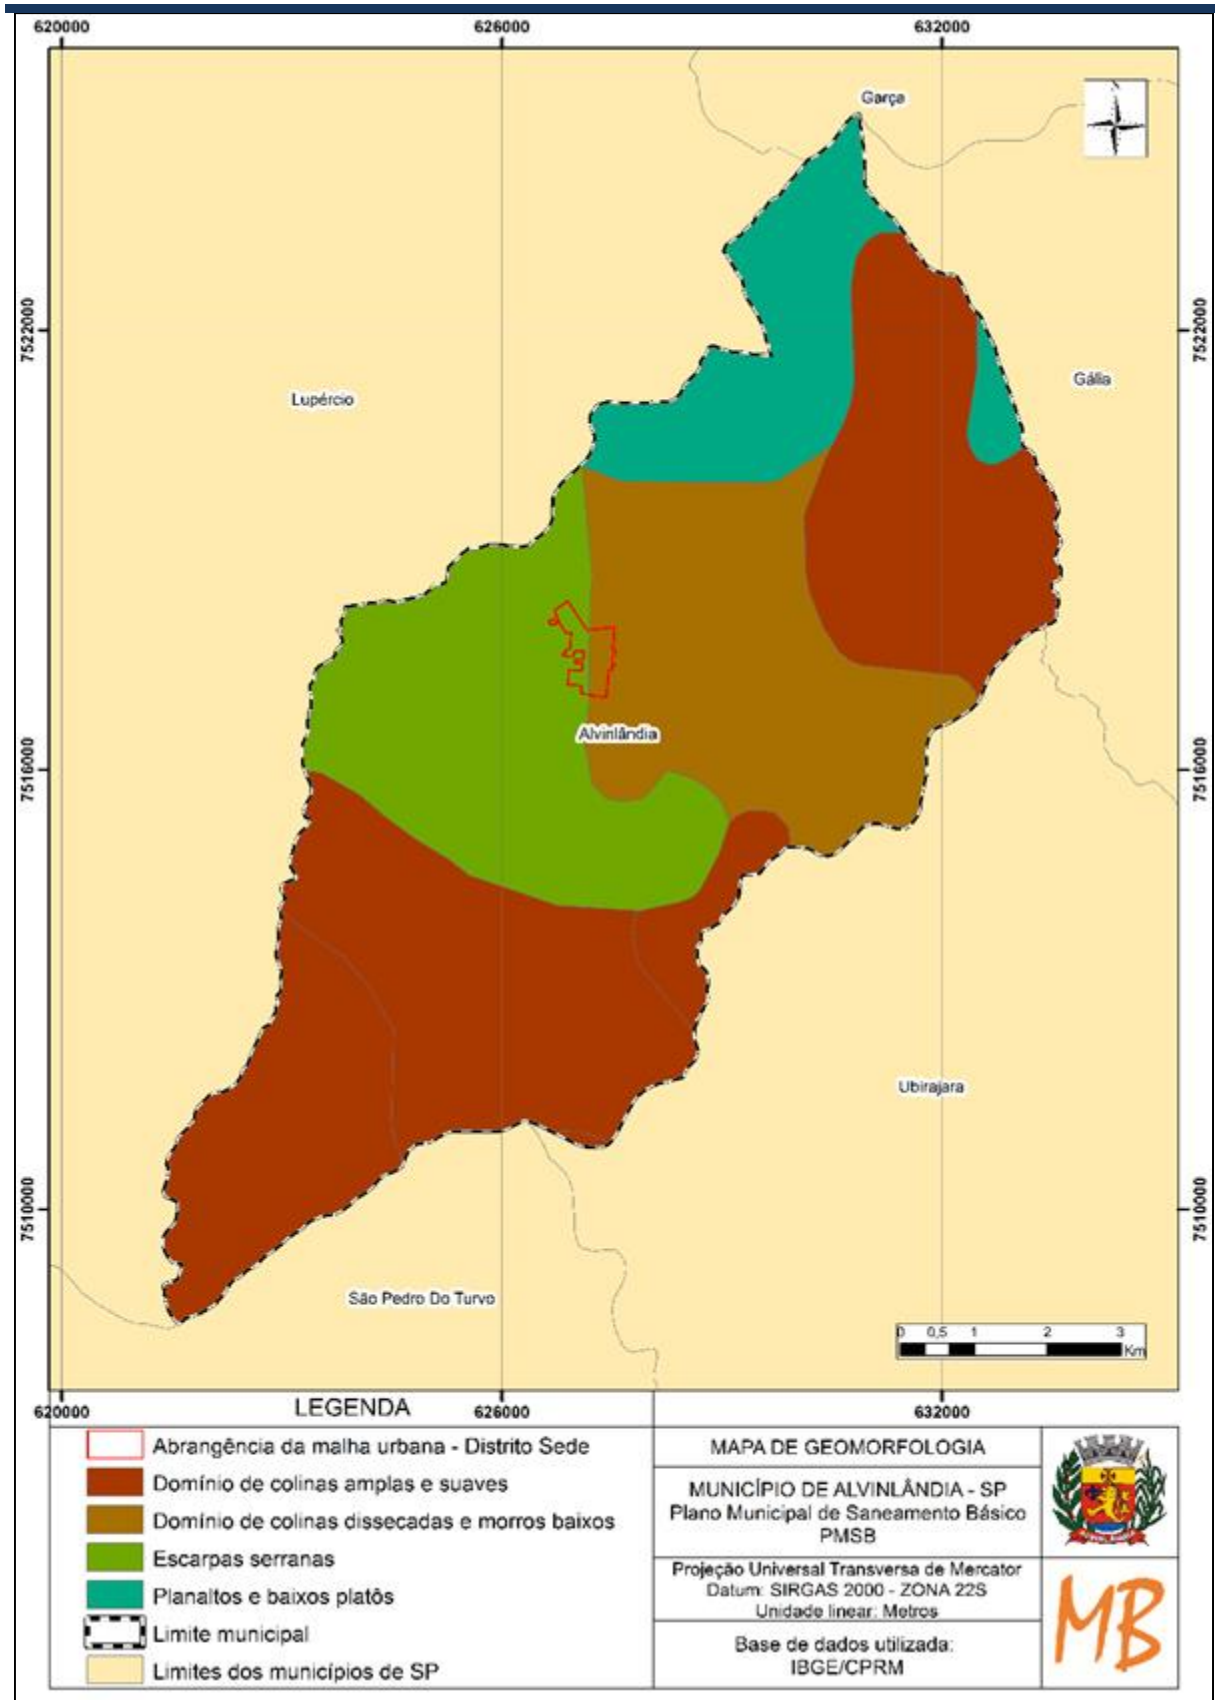 620000 626000 632000
Garça
7522000 7522000
Gália
Lupércio
Alvinlândia
7516000 7516000
Ubirajara
7510000 7510000
São Pedro Do Turvo
0 0,5 1 2 3
Km
620000 626000 632000
LEGENDA
Abrangência da malha urbana - Distrito Sede
Domínio de colinas amplas e suaves
Domínio de colinas dissecadas e morros baixos
Escarpas serranas
Planaltos e baixos platôs
Limite municipal
Limites dos municípios de SP
MAPA DE GEOMORFOLOGIA
MUNICÍPIO DE ALVINLÂNDIA - SP
Plano Municipal de Saneamento Básico
PMSB
Projeção Universal Transversa de Mercator
Datum: SIRGAS 2000 - ZONA 22S
Unidade linear: Metros
Base de dados utilizada:
IBGE/CPRM
MB